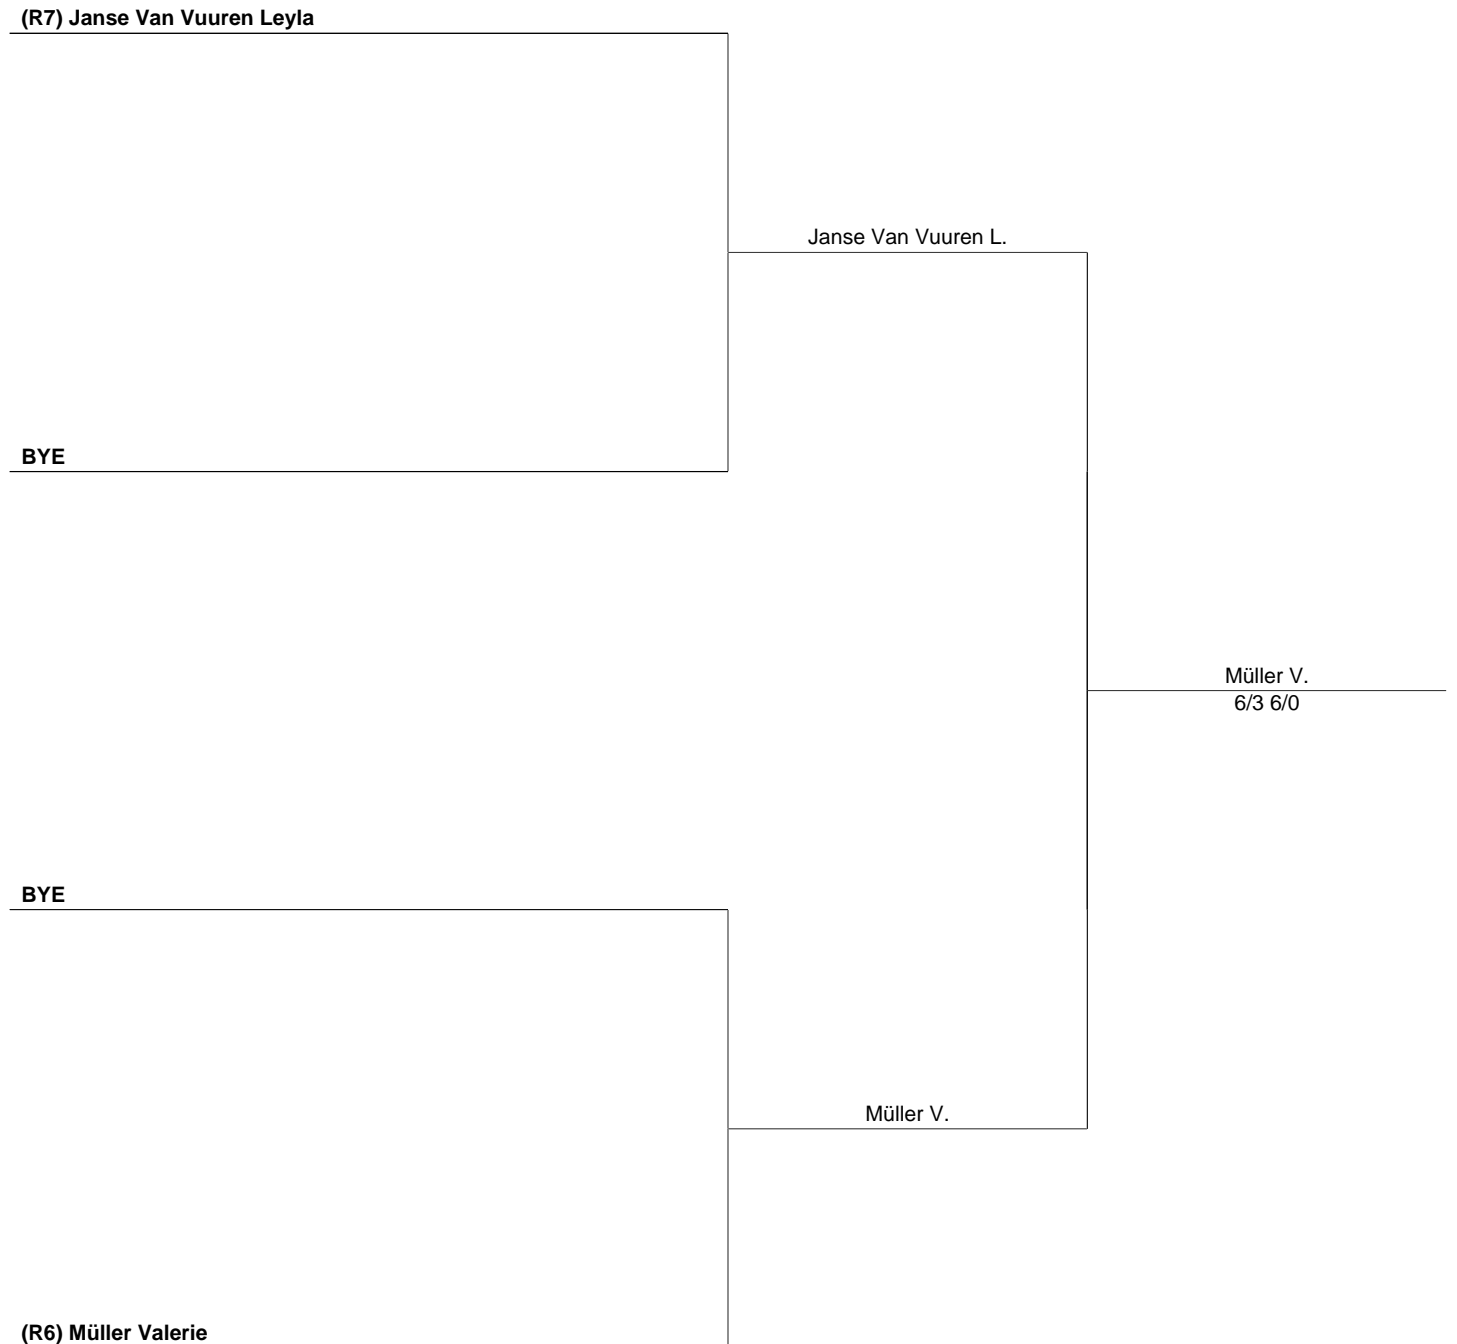 (R7) Janse Van Vuuren Leyla
Janse Van Vuuren L.
BYE
Müller V.
6/3 6/0
BYE
Müller V.
(R6) Müller Valerie